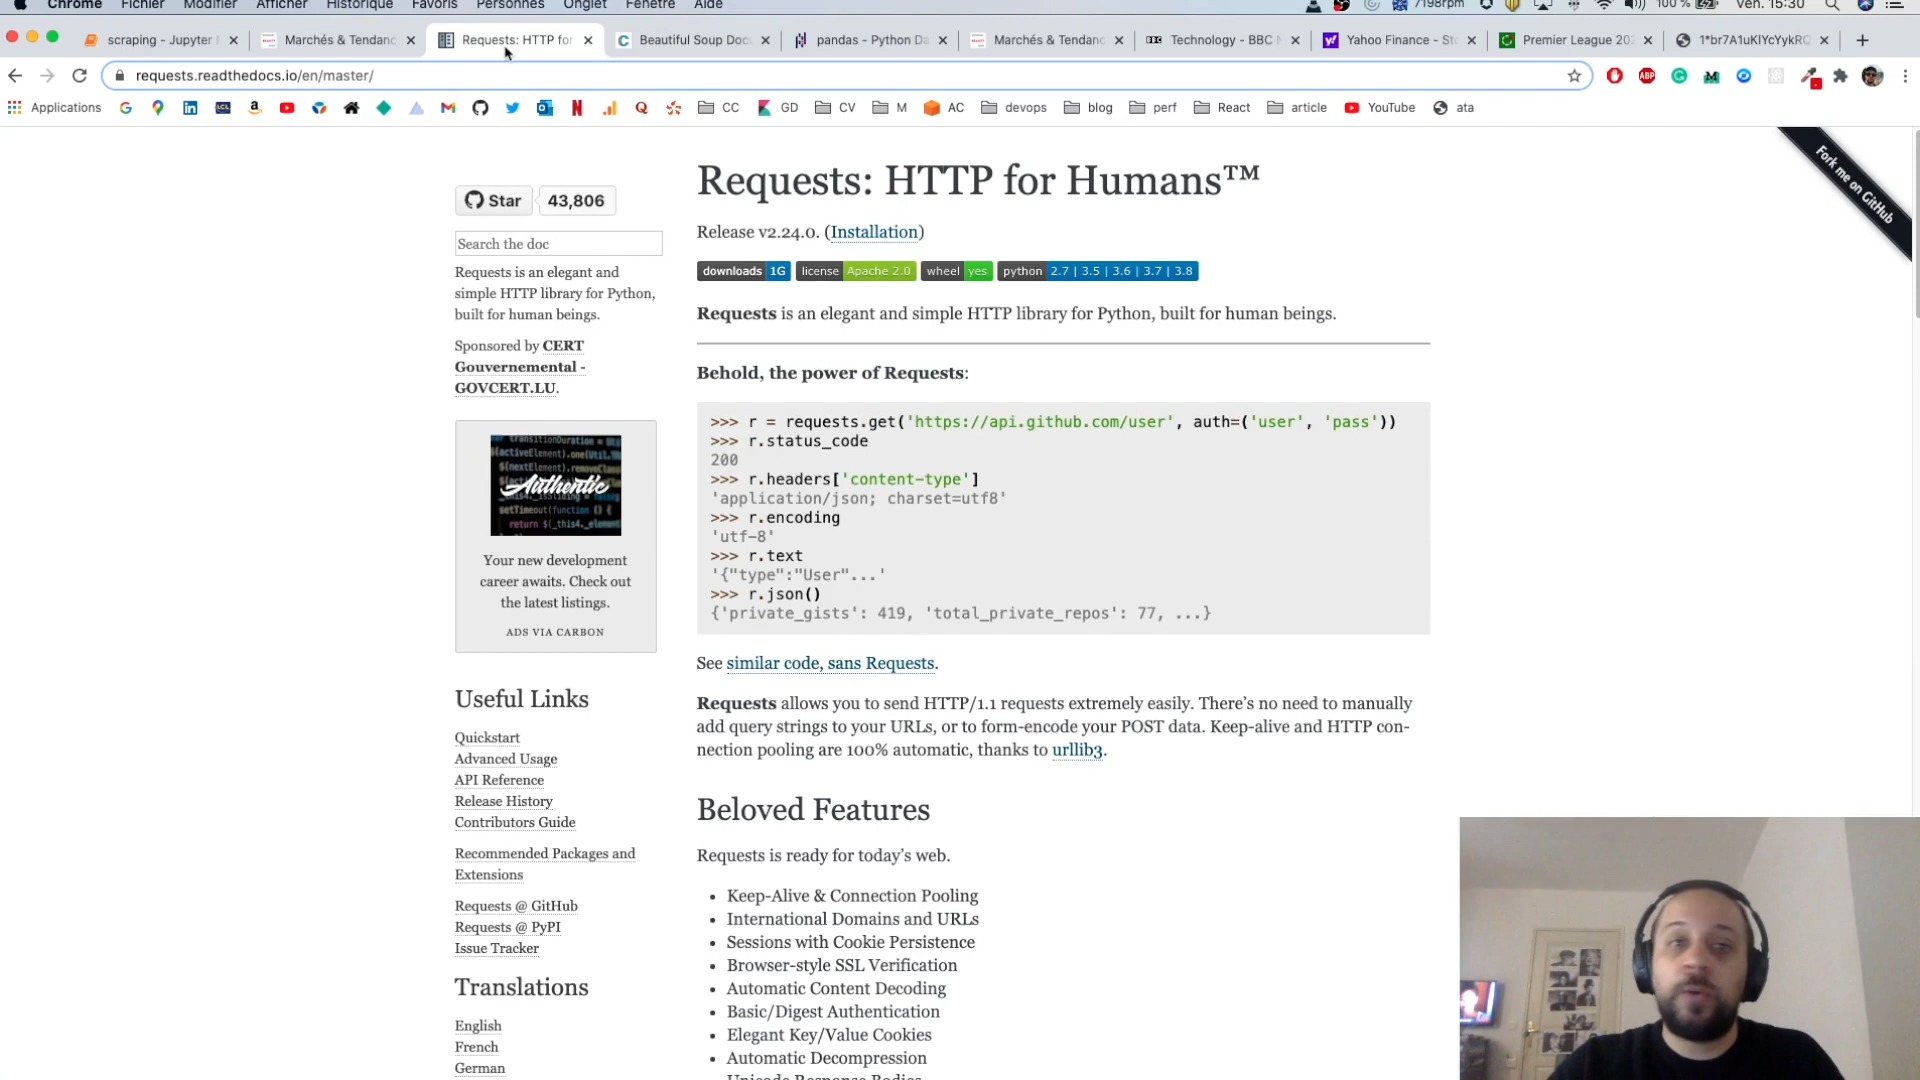 Chrome Fichier Modifier Afficher Historique Favoris Personnes Onglet Fenêtre Aide 7198rpm 100 % Ven. 15:30
scraping - Jupyter Marchés & Tendanc Requests: HTTP for Beautiful Soup Doc pandas - Python Da Marchés & Tendanc Technology - BBC N Yahoo Finance - Sto Premier League 202 1*br7A1uKlYcYykRQ
requests.readthedocs.io/en/master/
Applications CC GD CV M AC devops blog perf React article YouTube ata
Fork me on GitHub
Requests: HTTP for Humans™
Star 43,806
Release v2.24.0. (Installation)
Search the doc
downloads 1G license Apache 2.0 wheel yes python 2.7 | 3.5 | 3.6 | 3.7 | 3.8
Requests is an elegant and
simple HTTP library for Python,
built for human beings.
Requests is an elegant and simple HTTP library for Python, built for human beings.
Sponsored by CERT
Gouvernemental -
GOVCERT.LU.
Behold, the power of Requests:
>>> r = requests.get('https://api.github.com/user', auth=('user', 'pass'))
>>> r.status_code
200
>>> r.headers['content-type']
'application/json; charset=utf8'
>>> r.encoding
'utf-8'
>>> r.text
'{"type":"User"...'
>>> r.json()
{'private_gists': 419, 'total_private_repos': 77, ...}
Authentic
setTimeout(function () {
Your new development
career awaits. Check out
the latest listings.
ADS VIA CARBON
See similar code, sans Requests.
Requests allows you to send HTTP/1.1 requests extremely easily. There's no need to manually
add query strings to your URLs, or to form-encode your POST data. Keep-alive and HTTP con-
nection pooling are 100% automatic, thanks to urllib3.
Useful Links
Quickstart
Advanced Usage
API Reference
Release History
Contributors Guide
Recommended Packages and
Extensions
Requests @ GitHub
Requests @ PyPI
Issue Tracker
Translations
English
French
German
Beloved Features
Requests is ready for today's web.
• Keep-Alive & Connection Pooling
• International Domains and URLs
• Sessions with Cookie Persistence
• Browser-style SSL Verification
• Automatic Content Decoding
• Basic/Digest Authentication
• Elegant Key/Value Cookies
• Automatic Decompression
• Unicode Response Bodies